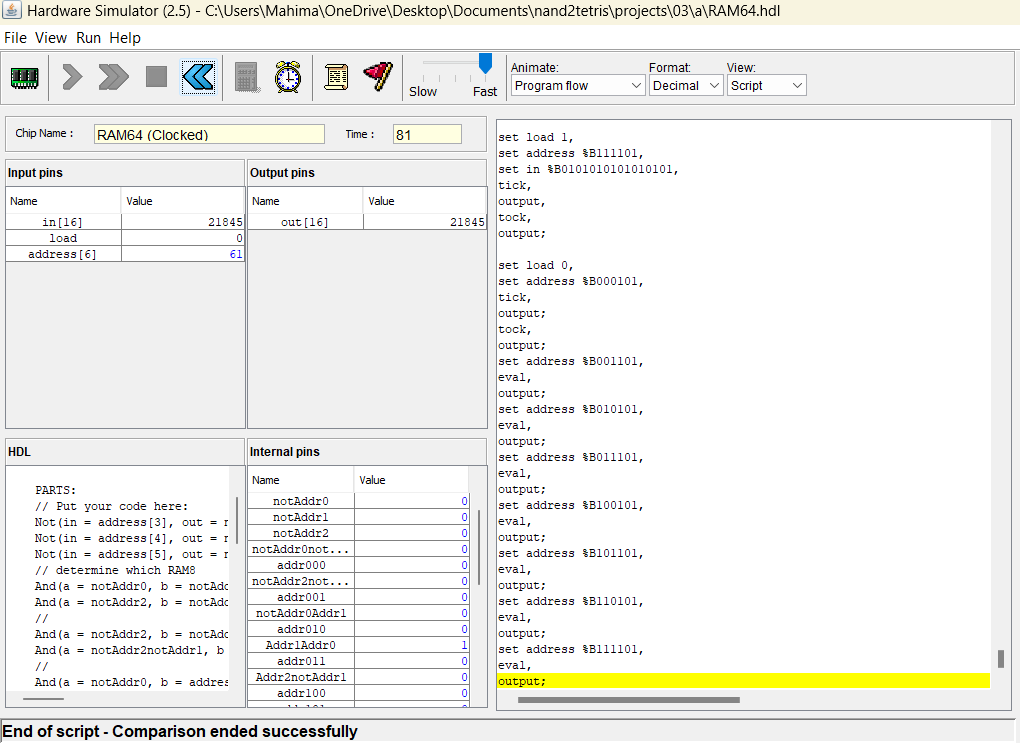 Hardware Simulator (2.5) - C:\Users\Mahima\OneDrive\Desktop\Documents\nand2tetris\projects\03\a\RAM64.hdl
File View Run Help
Slow Fast
Animate: Format: View:
Program flow Decimal Script
Chip Name : RAM64 (Clocked) Time : 81
Input pins
Name Value
in[16] 21845
load 0
address[6] 61
Output pins
Name Value
out[16] 21845
HDL
PARTS:
// Put your code here:
Not(in = address[3], out = r
Not(in = address[4], out = r
Not(in = address[5], out = r
// determine which RAM8
And(a = notAddr0, b = notAdd
And(a = notAddr2, b = notAdd
//
And(a = notAddr2, b = notAdd
And(a = notAddr2notAddr1, b
//
And(a = notAddr0, b = addres
Internal pins
Name Value
notAddr0 0
notAddr1 0
notAddr2 0
notAddr0not... 0
addr000 0
notAddr2not... 0
addr001 0
notAddr0Addr1 0
addr010 0
Addr1Addr0 1
addr011 0
Addr2notAddr1 0
addr100 0
set load 1,
set address %B111101,
set in %B0101010101010101,
tick,
output,
tock,
output;
set load 0,
set address %B000101,
tick,
output;
tock,
output;
set address %B001101,
eval,
output;
set address %B010101,
eval,
output;
set address %B011101,
eval,
output;
set address %B100101,
eval,
output;
set address %B101101,
eval,
output;
set address %B110101,
eval,
output;
set address %B111101,
eval,
output;
End of script - Comparison ended successfully